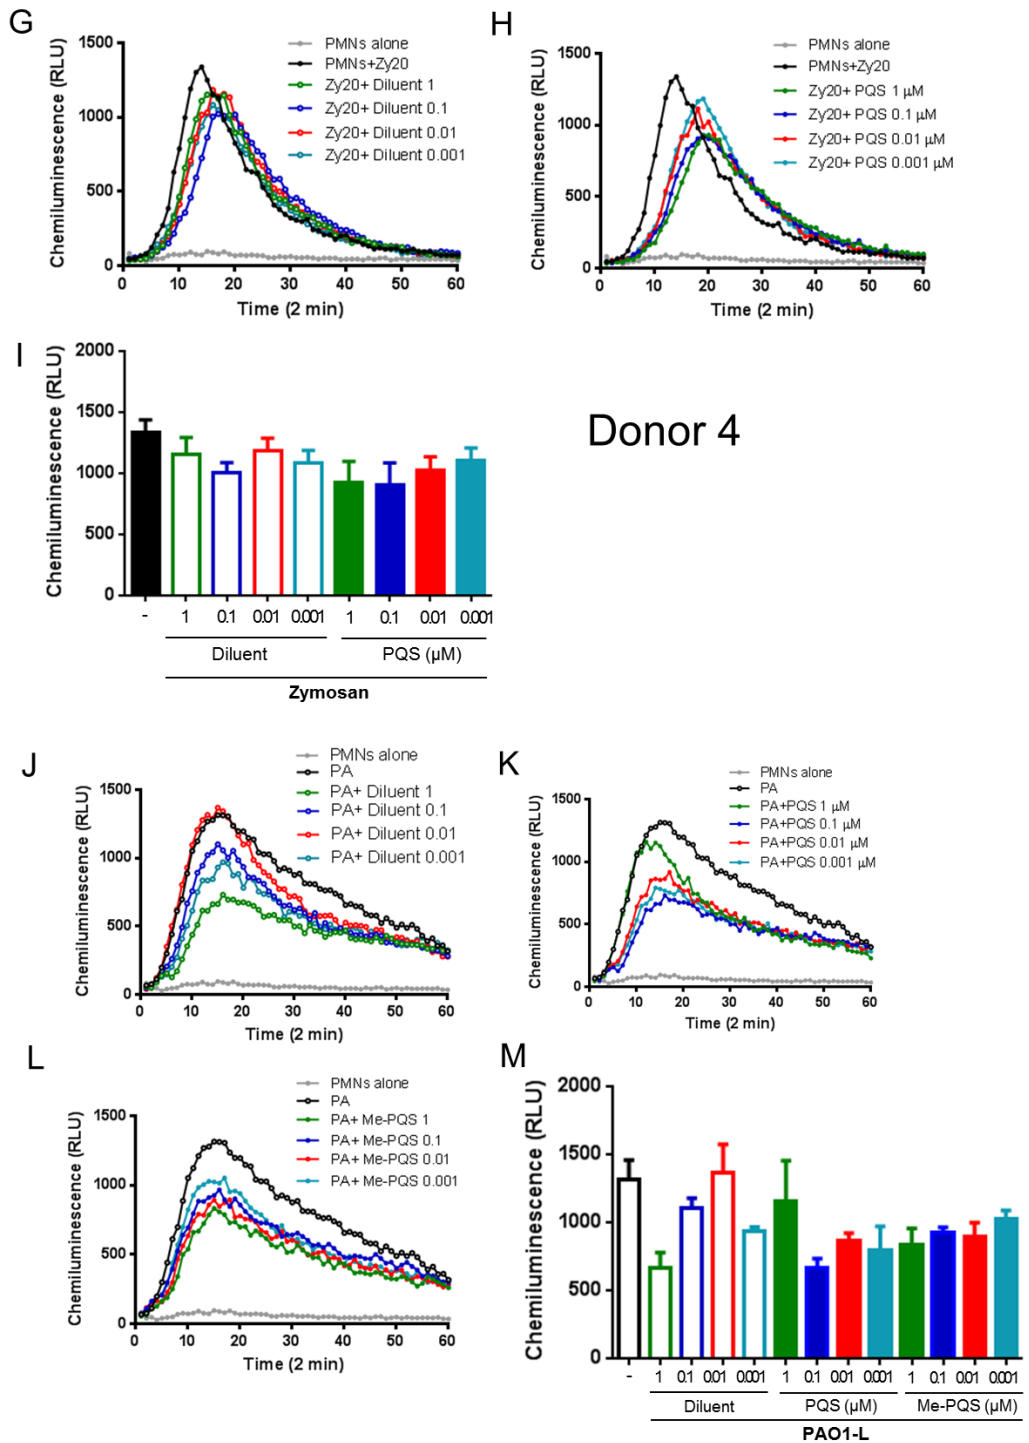 G
Chemiluminescence (RLU)
1500
1000
500
0
0 10 20 30 40 50 60
Time (2 min)
PMNs alone
PMNs+Zy20
Zy20+ Diluent 1
Zy20+ Diluent 0.1
Zy20+ Diluent 0.01
Zy20+ Diluent 0.001
H
Chemiluminescence (RLU)
1500
1000
500
0
0 10 20 30 40 50 60
Time (2 min)
PMNs alone
PMNs+Zy20
Zy20+ PQS 1 μM
Zy20+ PQS 0.1 μM
Zy20+ PQS 0.01 μM
Zy20+ PQS 0.001 μM
I
Chemiluminescence (RLU)
2000
1500
1000
500
0
- 1 0.1 0.01 0.001 1 0.1 0.01 0.001
Diluent PQS (μM)
Zymosan
Donor 4
J
Chemiluminescence (RLU)
1500
1000
500
0
0 10 20 30 40 50 60
Time (2 min)
PMNs alone
PA
PA+ Diluent 1
PA+ Diluent 0.1
PA+ Diluent 0.01
PA+ Diluent 0.001
K
Chemiluminescence (RLU)
1500
1000
500
0
0 10 20 30 40 50 60
Time (2 min)
PMNs alone
PA
PA+PQS 1 μM
PA+PQS 0.1 μM
PA+PQS 0.01 μM
PA+PQS 0.001 μM
L
Chemiluminescence (RLU)
1500
1000
500
0
0 10 20 30 40 50 60
Time (2 min)
PMNs alone
PA
PA+ Me-PQS 1
PA+ Me-PQS 0.1
PA+ Me-PQS 0.01
PA+ Me-PQS 0.001
M
Chemiluminescence (RLU)
2000
1500
1000
500
0
- 1 0.1 0.01 0.001 1 0.1 0.01 0.001 1 0.1 0.01 0.001
Diluent PQS (μM) Me-PQS (μM)
PAO1-L